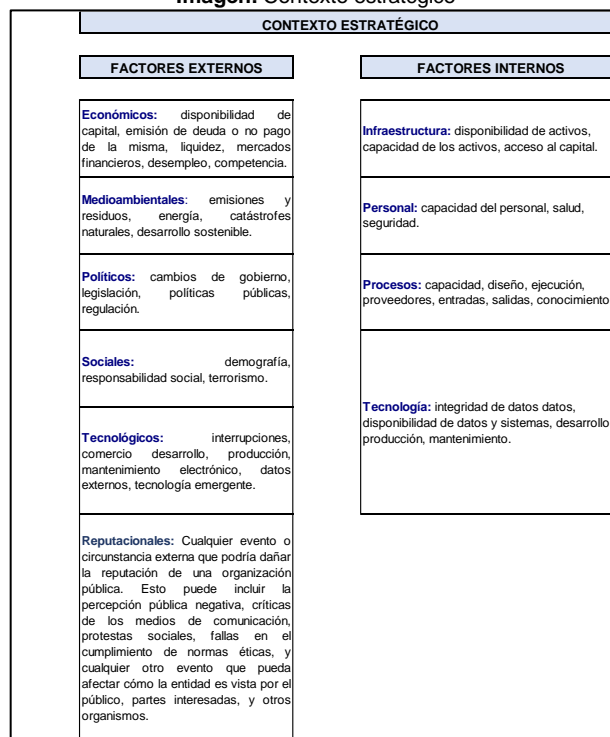 Imagen: Contexto estratégico
CONTEXTO ESTRATÉGICO
FACTORES EXTERNOS
Económicos: disponibilidad de
capital, emisión de deuda o no pago
de la misma, liquidez, mercados
financieros, desempleo, competencia.
Medioambientales: emisiones y
residuos, energía, catástrofes
naturales, desarrollo sostenible.
Políticos: cambios de gobierno,
legislación, políticas públicas,
regulación.
Sociales: demografía,
responsabilidad social, terrorismo.
Tecnológicos: interrupciones,
comercio desarrollo, producción,
mantenimiento electrónico, datos
externos, tecnología emergente.
Reputacionales: Cualquier evento o
circunstancia externa que podría dañar
la reputación de una organización
pública. Esto puede incluir la
percepción pública negativa, críticas
de los medios de comunicación,
protestas sociales, fallas en el
cumplimiento de normas éticas, y
cualquier otro evento que pueda
afectar cómo la entidad es vista por el
público, partes interesadas, y otros
organismos.
FACTORES INTERNOS
Infraestructura: disponibilidad de activos,
capacidad de los activos, acceso al capital.
Personal: capacidad del personal, salud,
seguridad.
Procesos: capacidad, diseño, ejecución,
proveedores, entradas, salidas, conocimiento
Tecnología: integridad de datos datos,
disponibilidad de datos y sistemas, desarrollo
producción, mantenimiento.